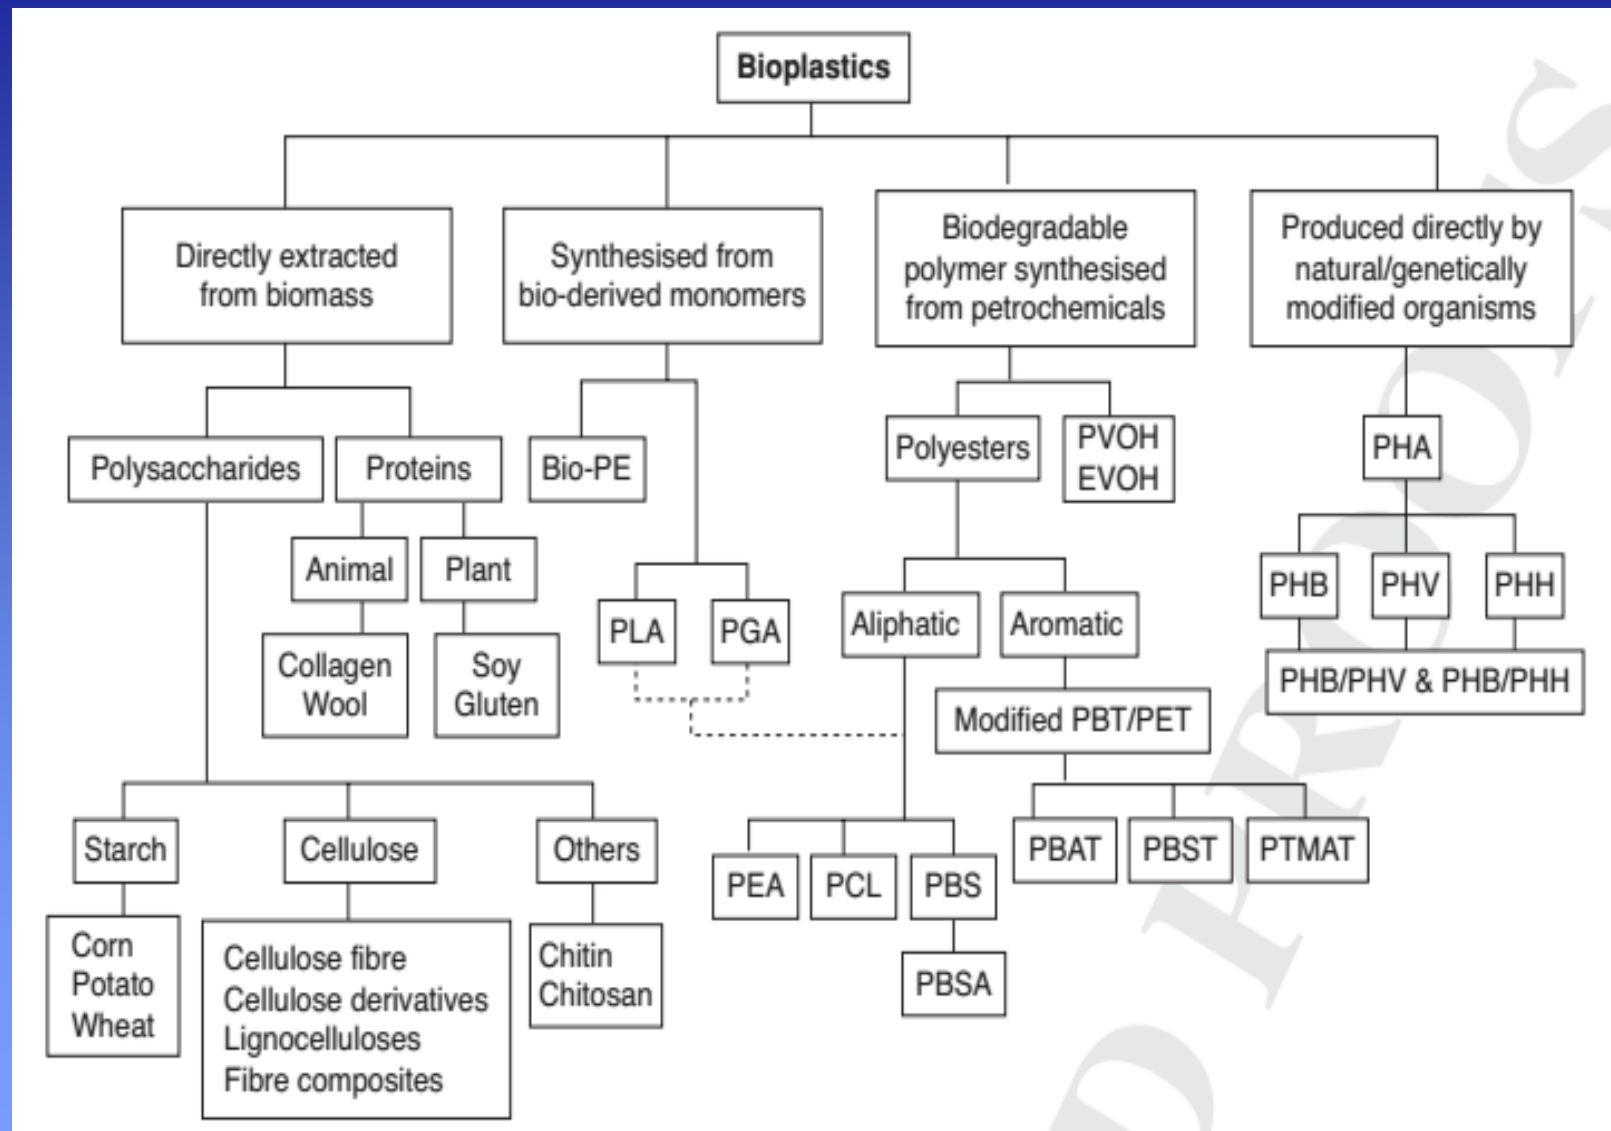 Bioplastics
Directly extracted
from biomass
Synthesised from
bio-derived monomers
Biodegradable
polymer synthesised
from petrochemicals
Produced directly by
natural/genetically
modified organisms
Polysaccharides
Proteins
Bio-PE
Polyesters
PVOH
EVOH
PHA
Animal
Plant
PLA
PGA
Aliphatic
Aromatic
PHB
PHV
PHH
Collagen
Wool
Soy
Gluten
Modified PBT/PET
PHB/PHV & PHB/PHH
Starch
Cellulose
Others
PEA
PCL
PBS
PBAT
PBST
PTMAT
Corn
Potato
Wheat
Cellulose fibre
Cellulose derivatives
Lignocelluloses
Fibre composites
Chitin
Chitosan
PBSA
D PROOFS